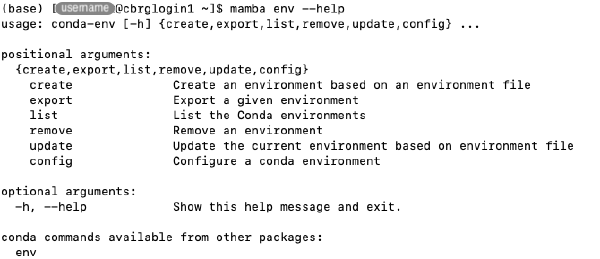 (base) [username@cbrglogin1 ~]$ mamba env --help
usage: conda-env [-h] {create,export,list,remove,update,config} ...

positional arguments:
  {create,export,list,remove,update,config}
    create              Create an environment based on an environment file
    export              Export a given environment
    list                List the Conda environments
    remove              Remove an environment
    update              Update the current environment based on environment file
    config              Configure a conda environment

optional arguments:
  -h, --help            Show this help message and exit.

conda commands available from other packages:
  env